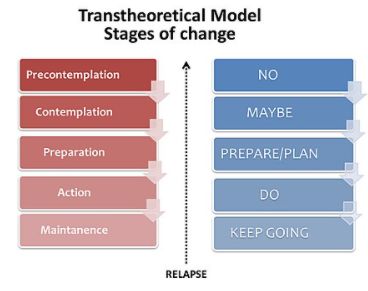 Transtheoretical Model
Stages of change
Precontemplation
NO
Contemplation
MAYBE
Preparation
PREPARE/PLAN
Action
DO
Maintanence
KEEP GOING
RELAPSE